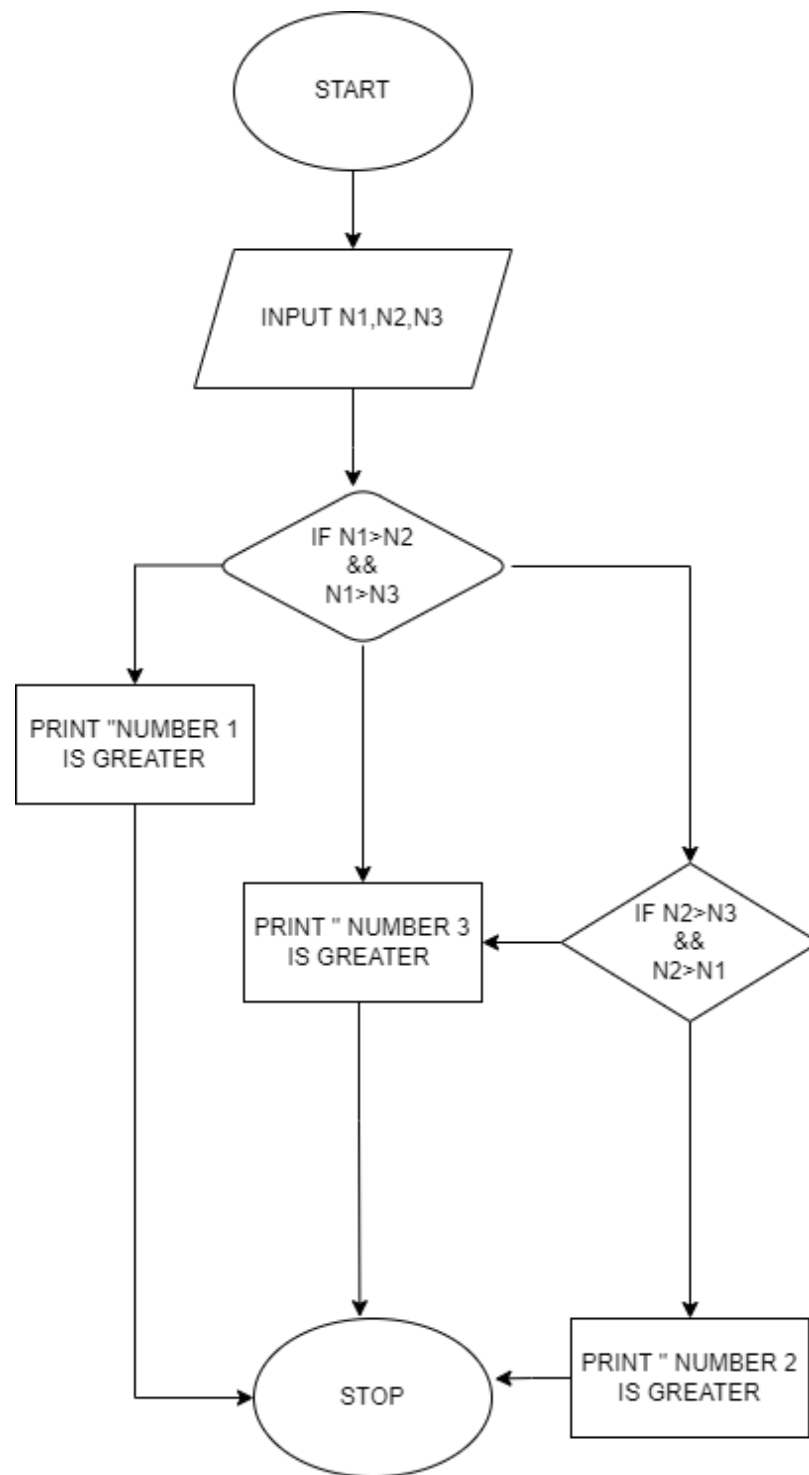 START
INPUT N1,N2,N3
IF N1>N2
&&
N1>N3
PRINT "NUMBER 1
IS GREATER
PRINT " NUMBER 3
IS GREATER
IF N2>N3
&&
N2>N1
PRINT " NUMBER 2
IS GREATER
STOP